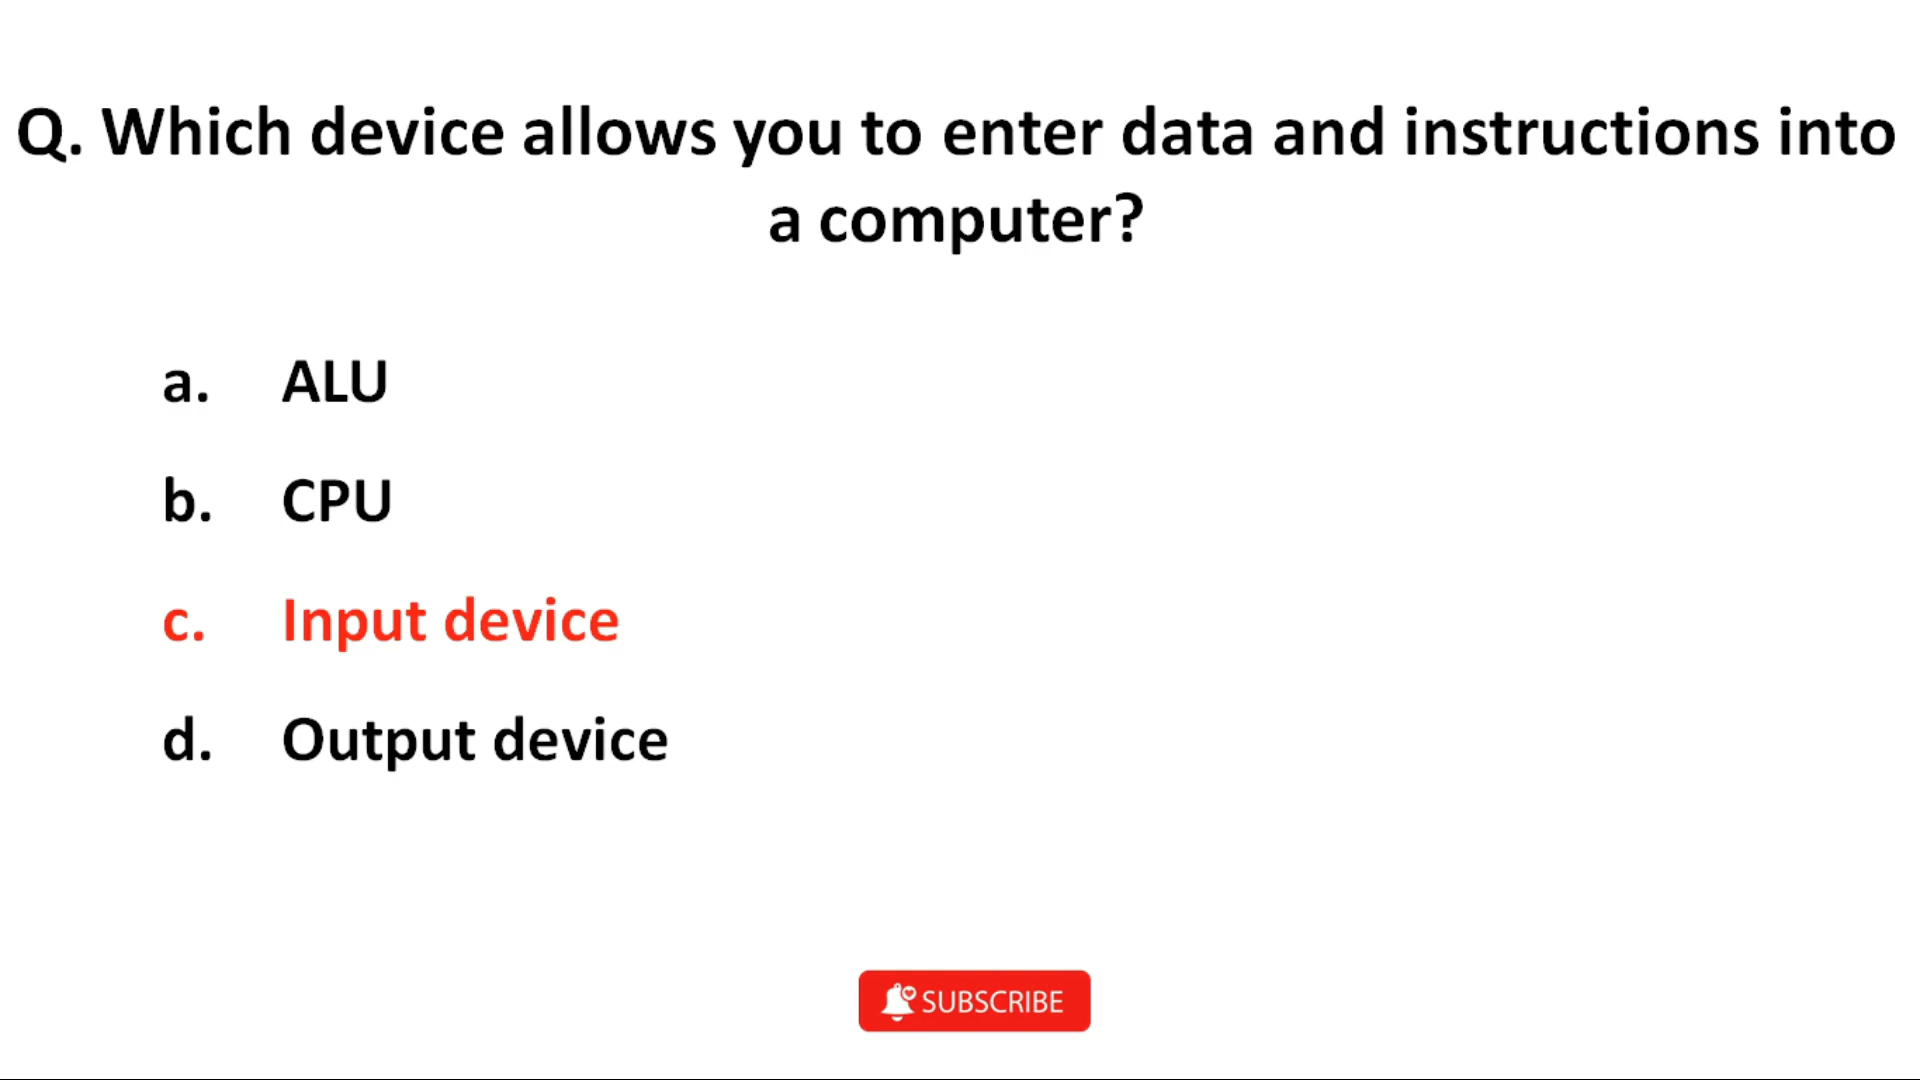 Q. Which device allows you to enter data and instructions into
a computer?
a. ALU
b. CPU
c. Input device
d. Output device
SUBSCRIBE